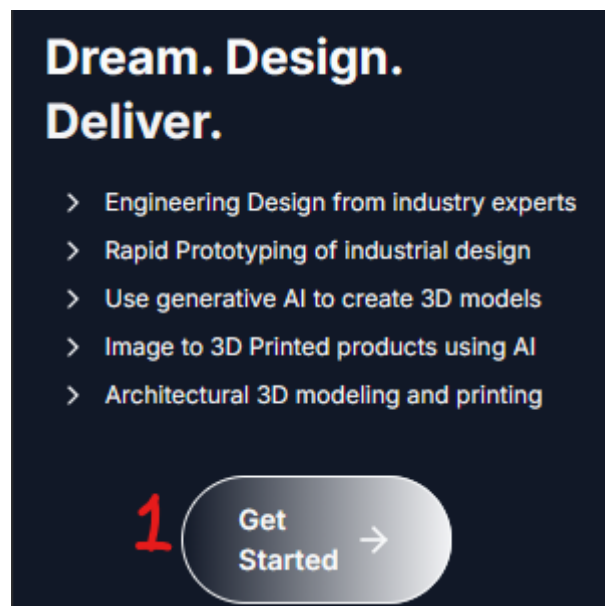 Dream. Design.
Deliver.
Engineering Design from industry experts
Rapid Prototyping of industrial design
Use generative AI to create 3D models
Image to 3D Printed products using AI
Architectural 3D modeling and printing
1
Get
Started